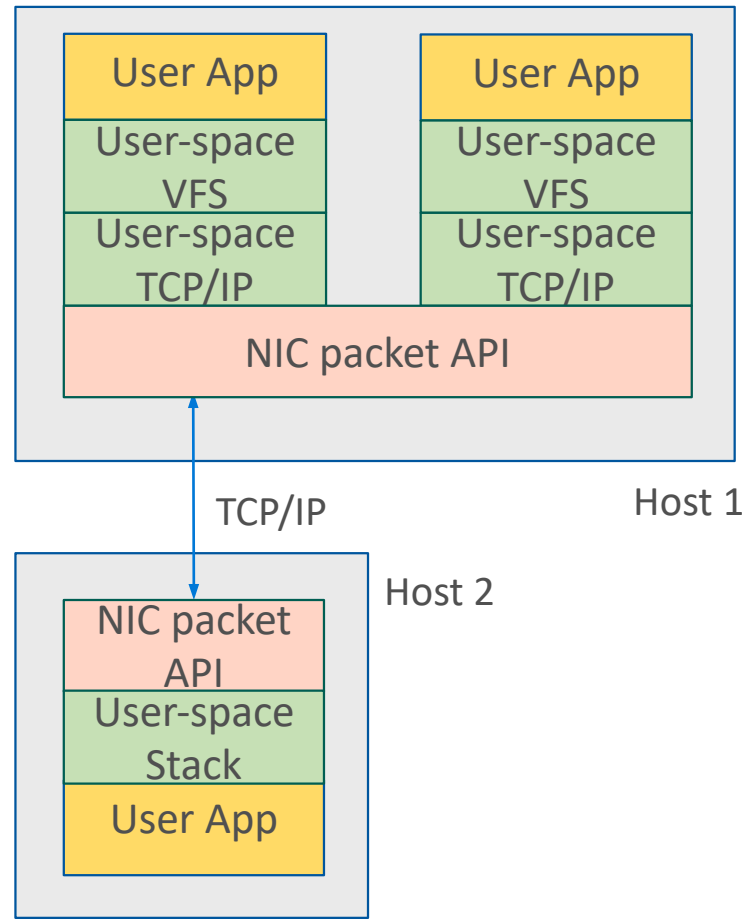 User App
User-space
VFS
User-space
TCP/IP
User App
User-space
VFS
User-space
TCP/IP
NIC packet API
TCP/IP
Host 1
Host 2
NIC packet
API
User-space
Stack
User App